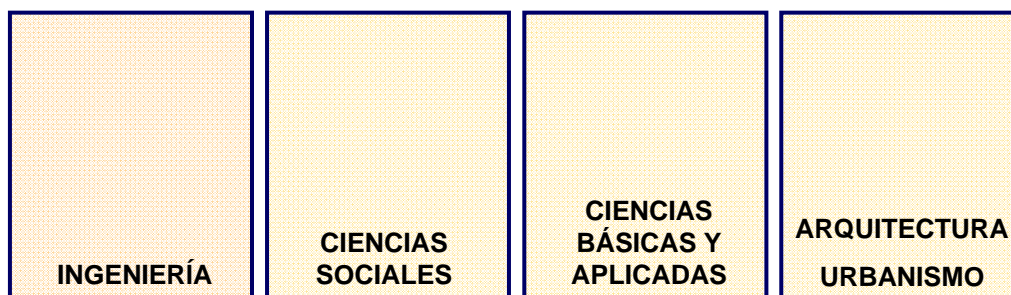 INGENIERÍA
CIENCIAS
SOCIALES
CIENCIAS
BÁSICAS Y
APLICADAS
ARQUITECTURA
URBANISMO